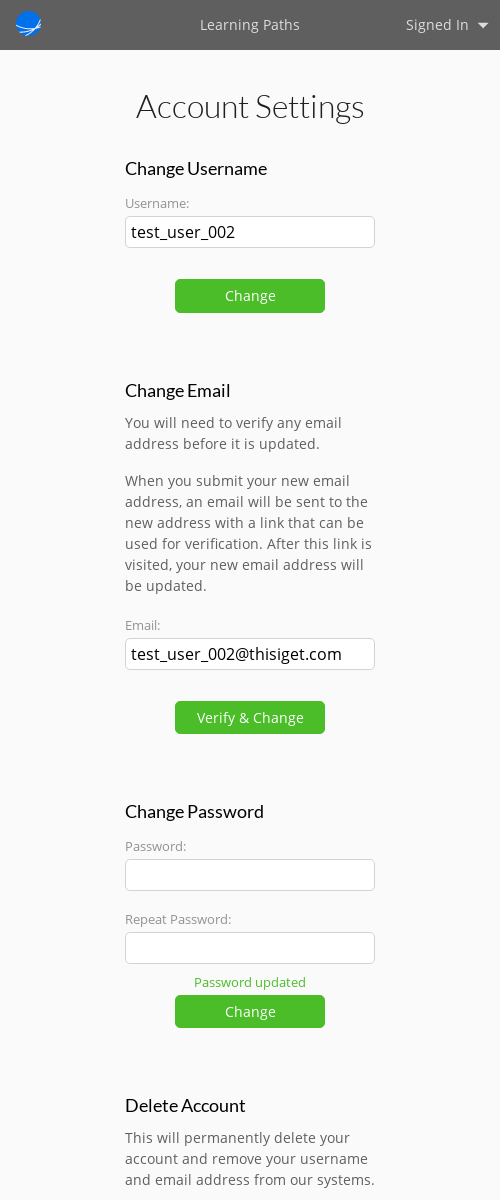 Learning Paths
Signed In
Account Settings
Change Username
Username:
test_user_002
Change
Change Email
You will need to verify any email
address before it is updated.
When you submit your new email
address, an email will be sent to the
new address with a link that can be
used for verification. After this link is
visited, your new email address will
be updated.
Email:
test_user_002@thisiget.com
Verify & Change
Change Password
Password:
Repeat Password:
Password updated
Change
Delete Account
This will permanently delete your
account and remove your username
and email address from our systems.